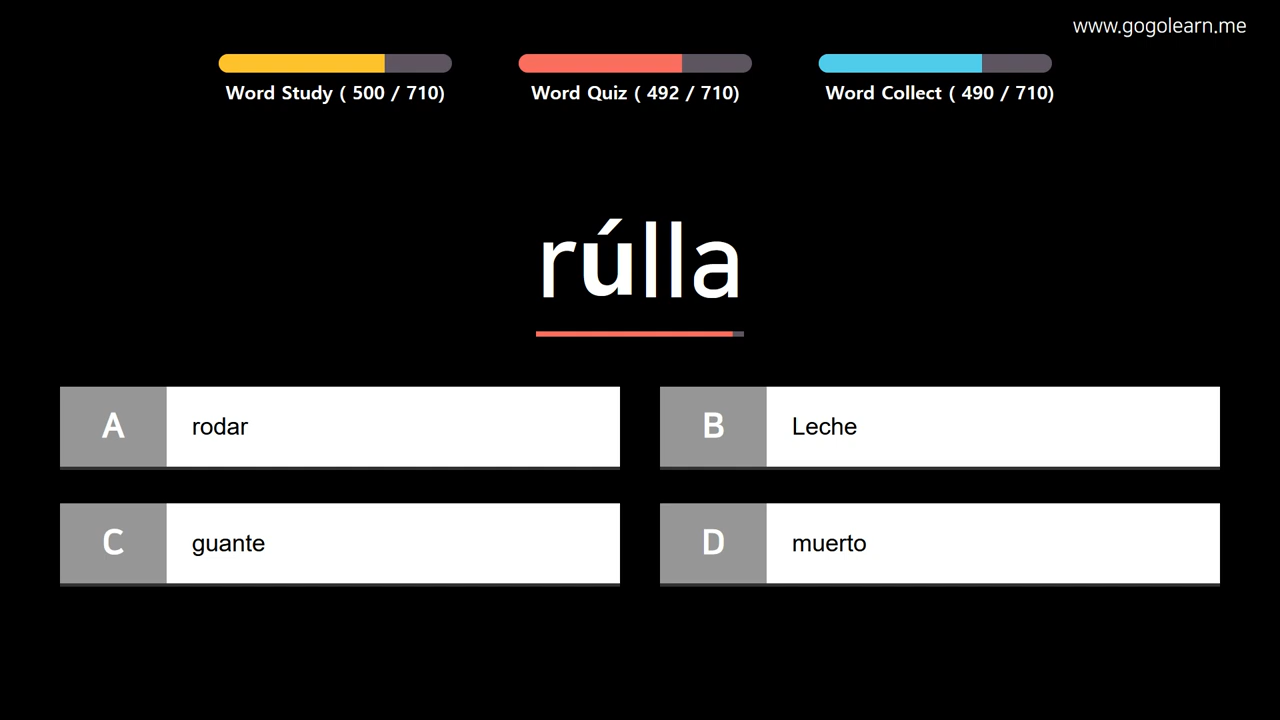 www.gogolearn.me
Word Study ( 500 / 710)
Word Quiz ( 492 / 710)
Word Collect ( 490 / 710)
rúlla
A rodar
B Leche
C guante
D muerto